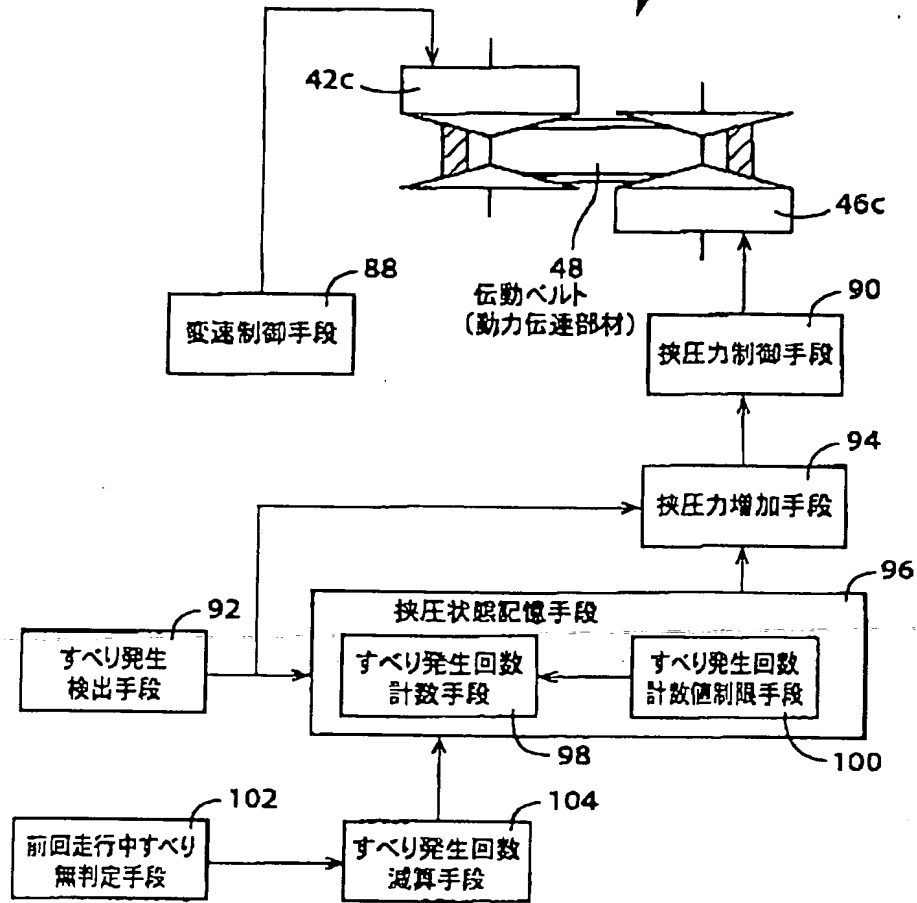 42c
46c
48
伝動ベルト
(動力伝達部材)
88
変速制御手段
90
挟圧力制御手段
94
挟圧力増加手段
96
挟圧状態記憶手段
92
すべり発生
検出手段
すべり発生回数
計数手段
98
すべり発生回数
計数値制限手段
100
102
前回走行中すべり
無判定手段
104
すべり発生回数
減算手段